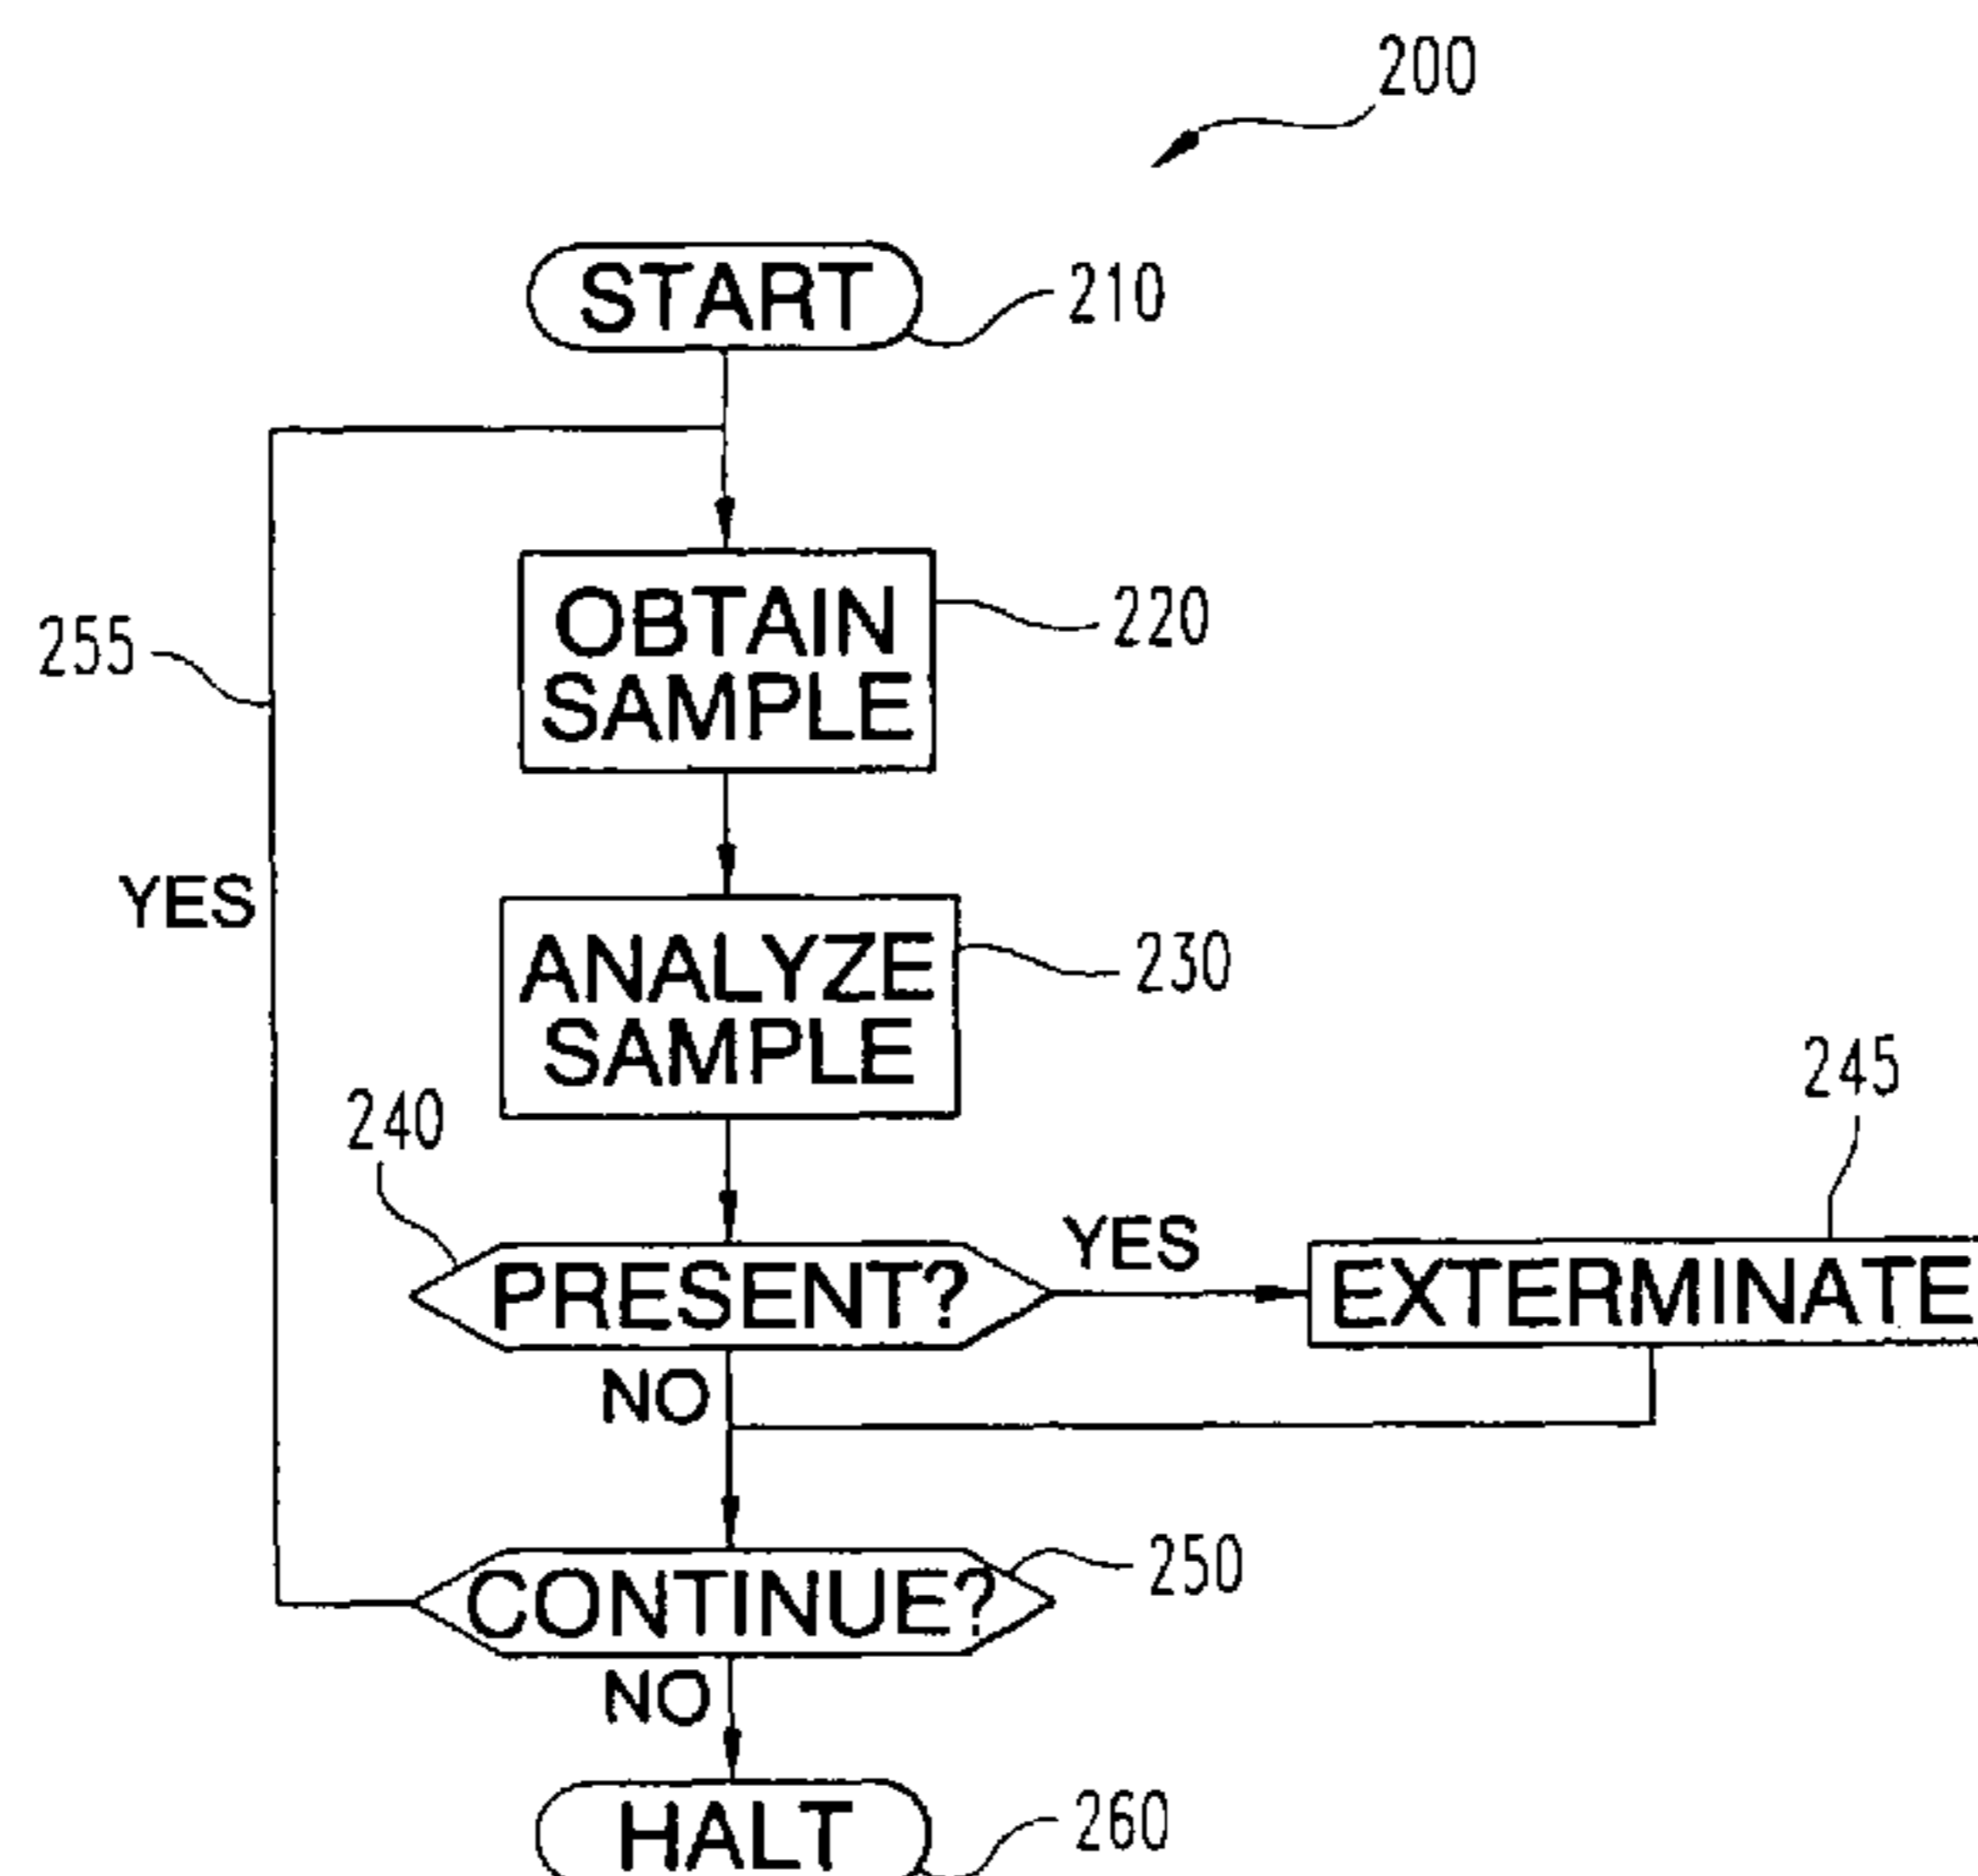 200
START
210
OBTAIN
SAMPLE
220
255
YES
ANALYZE
SAMPLE
230
240
245
PRESENT?
YES
EXTERMINATE
NO
CONTINUE?
250
NO
HALT
260